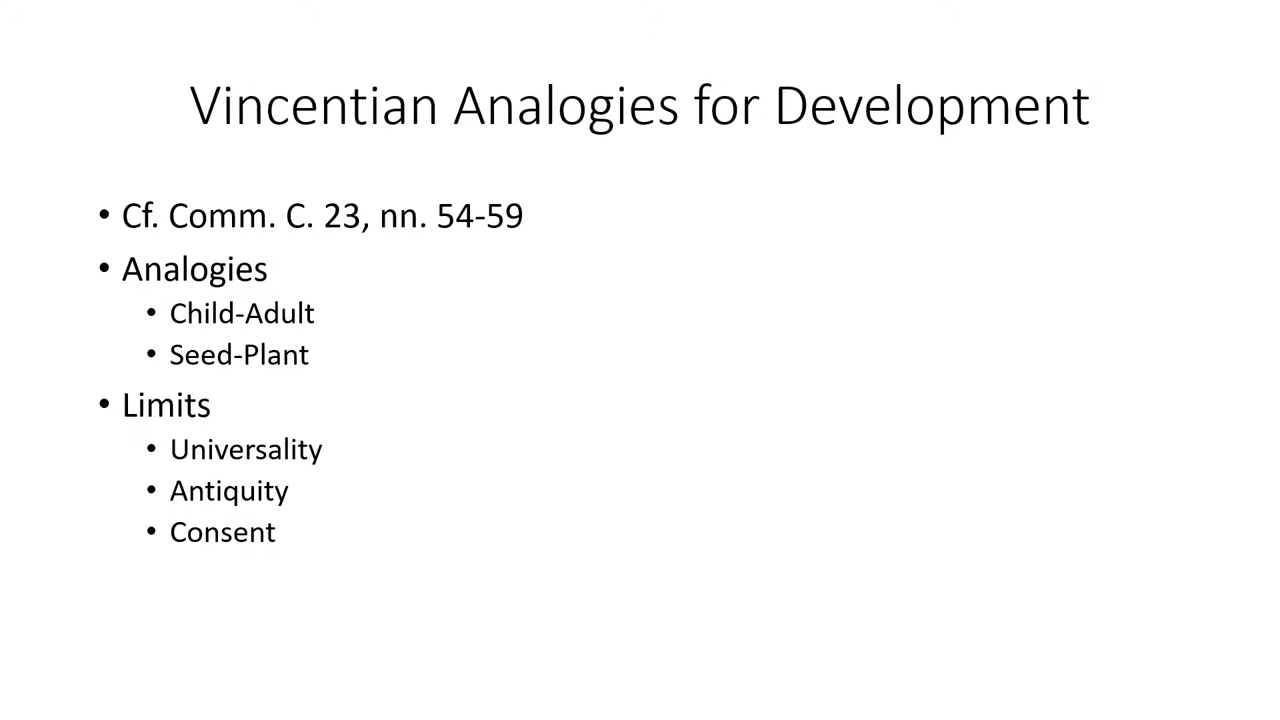 Vincentian Analogies for Development
• Cf. Comm. C. 23, nn. 54-59
• Analogies
• Child-Adult
• Seed-Plant
• Limits
• Universality
• Antiquity
• Consent